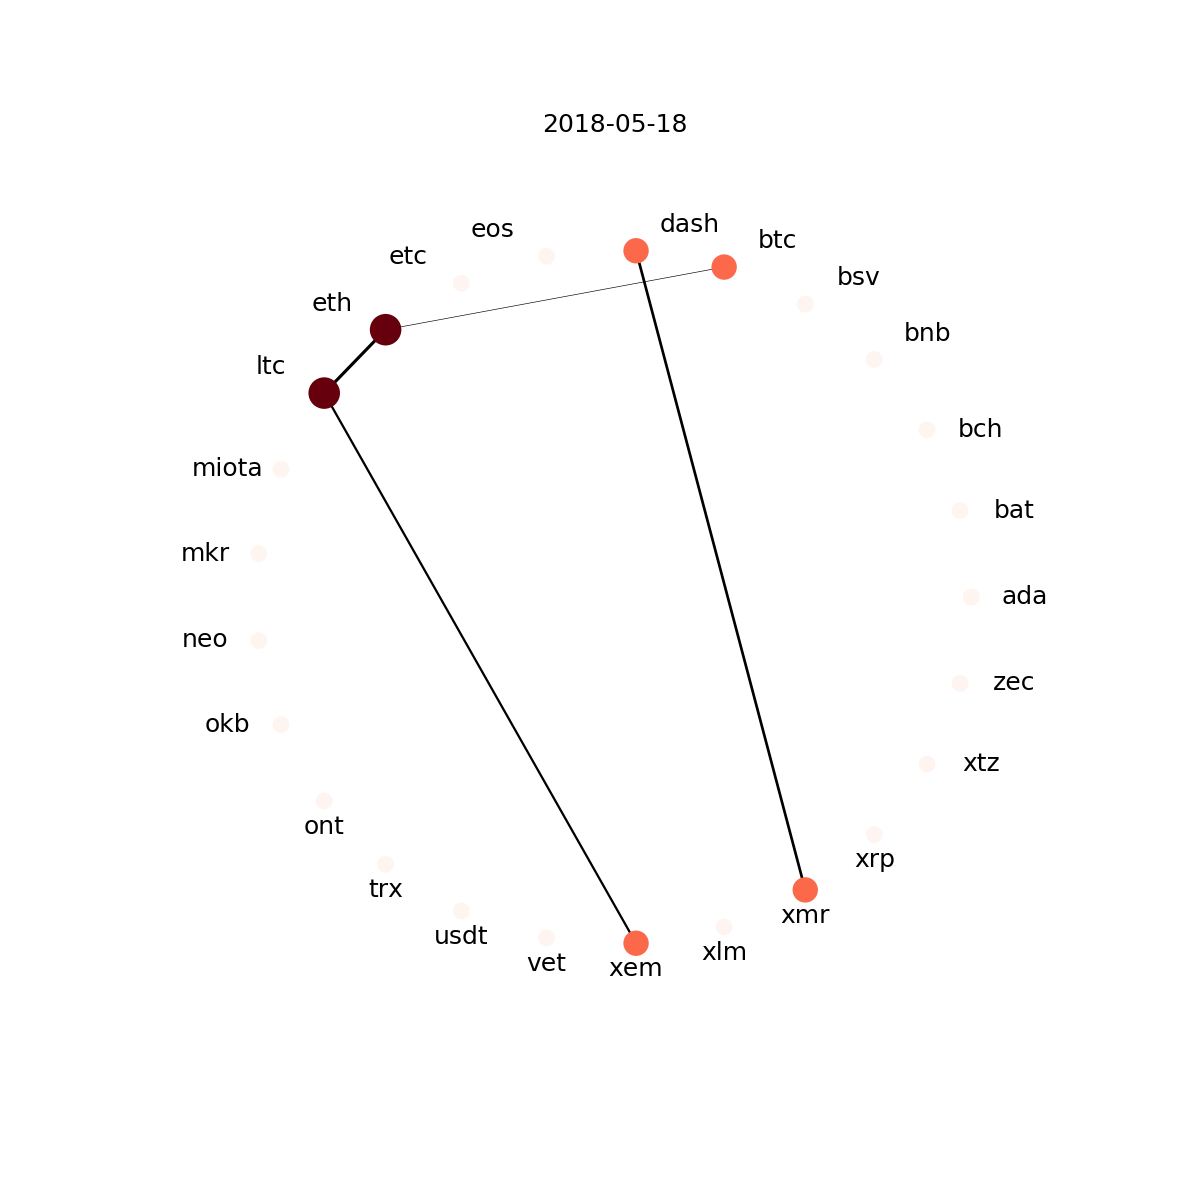 2018-05-18
dash
eos
btc
etc
bsv
eth
bnb
ltc
bch
miota
bat
mkr
ada
neo
zec
okb
xtz
ont
xrp
trx
xmr
usdt
xlm
vet
xem